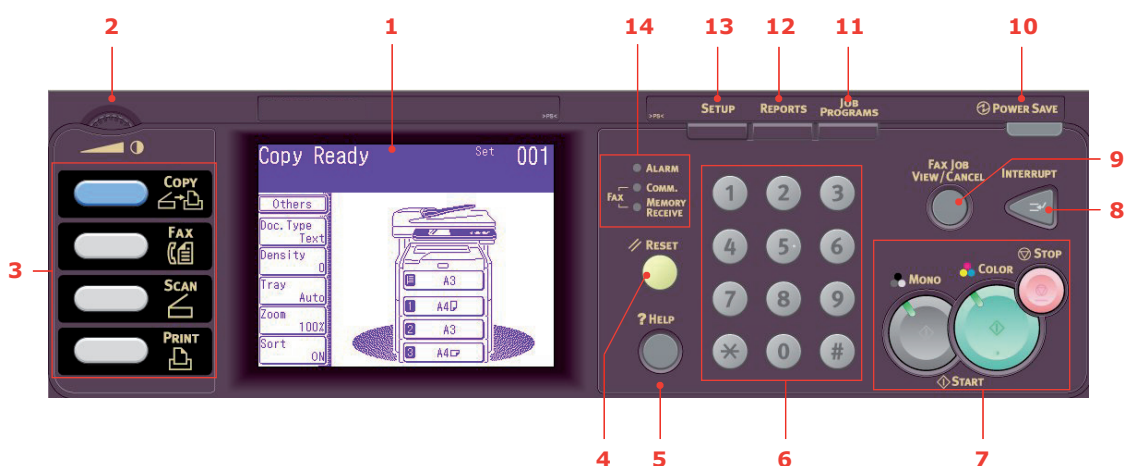 2
1
14
13
12
11
10
SETUP
REPORTS
JOB
PROGRAMS
POWER SAVE
>PS<
>PS<
Copy Ready
Set
001
COPY
FAX
SCAN
PRINT
3
Others
Doc. Type
Text
Density
0
Tray
Auto
Zoom
100%
Sort
ON
A3
1
A4
2
A3
3
A4
ALARM
FAX
COMM.
MEMORY
RECEIVE
RESET
? HELP
1
2
3
4
5
6
7
8
9
*
0
#
FAX JOB
VIEW/CANCEL
INTERRUPT
9
8
MONO
COLOR
STOP
START
4
5
6
7